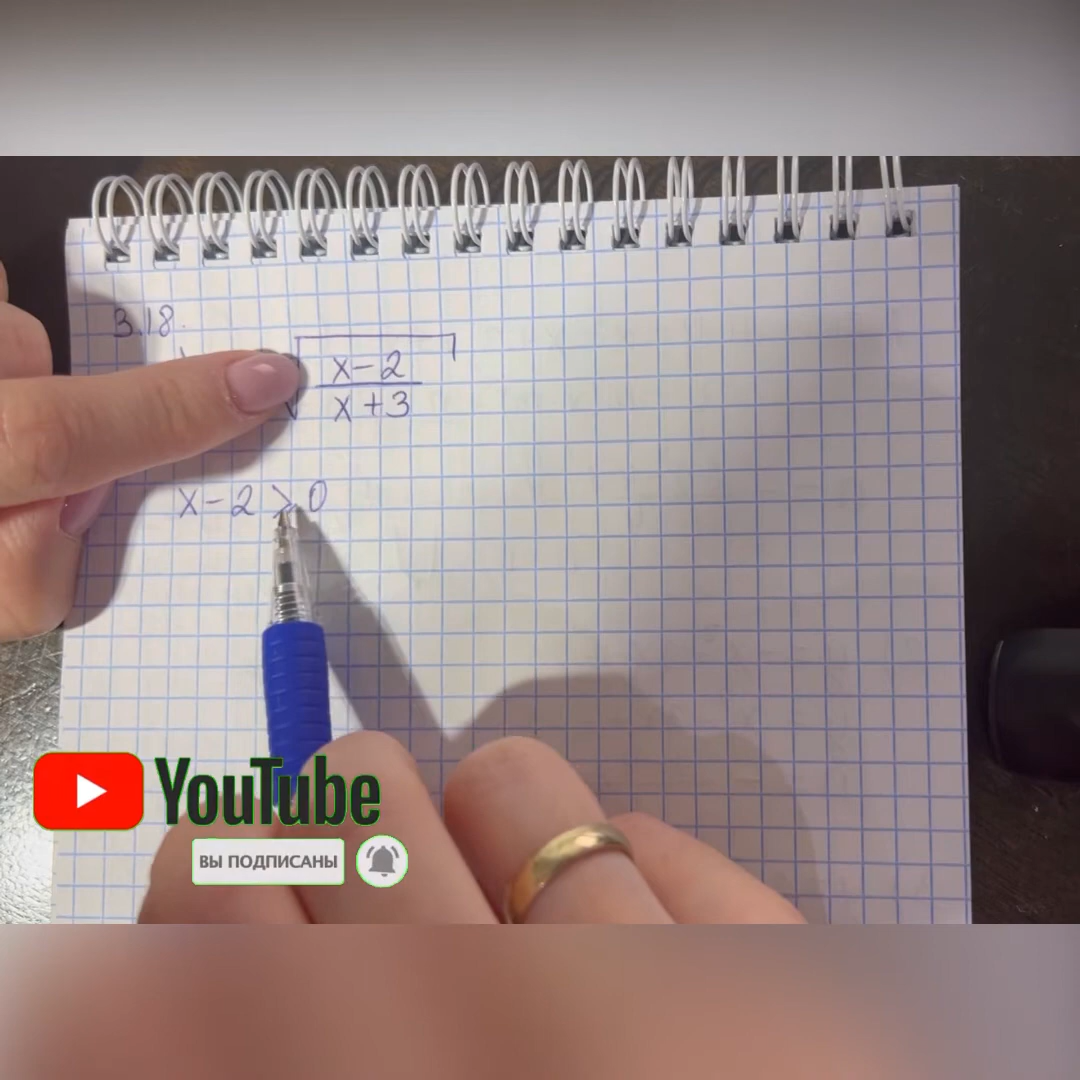 3.18.
√ x-2
x+3
x-2 > 0
YouTube
ВЫ ПОДПИСАНЫ